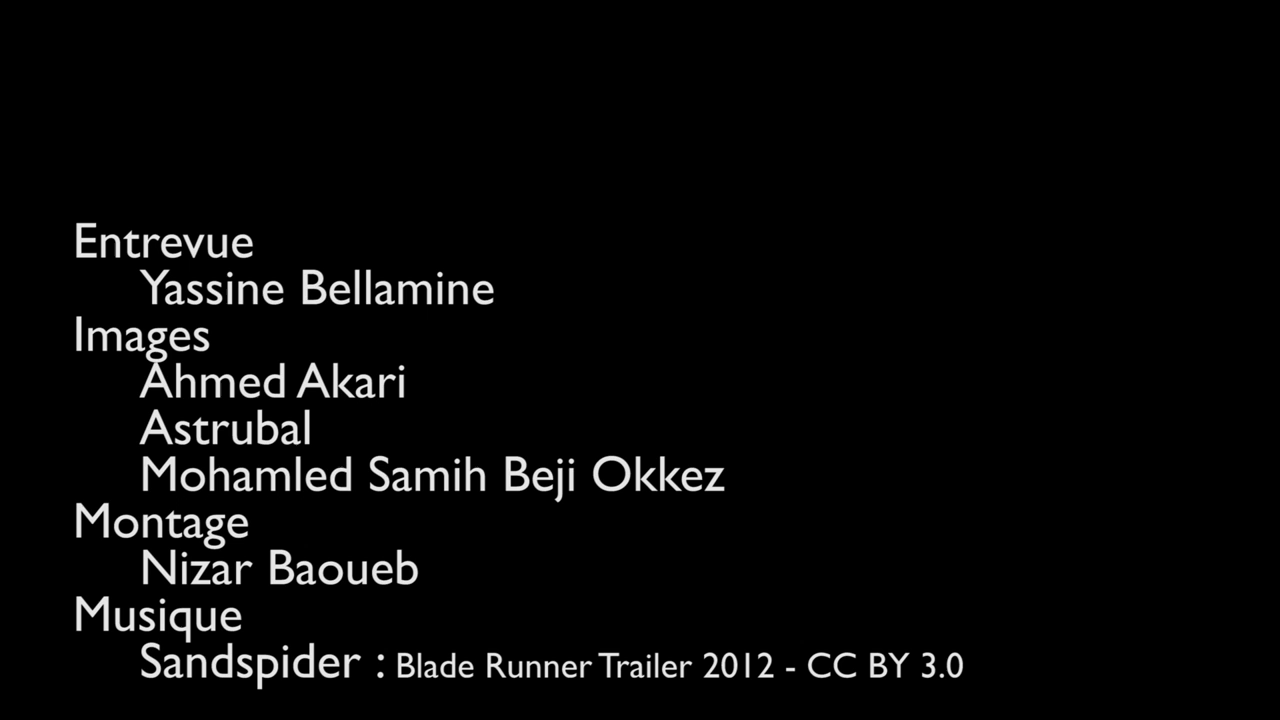 Entrevue
Yassine Bellamine
Images
Ahmed Akari
Astrubal
Mohamled Samih Beji Okkez
Montage
Nizar Baoueb
Musique
Sandspider : Blade Runner Trailer 2012 - CC BY 3.0